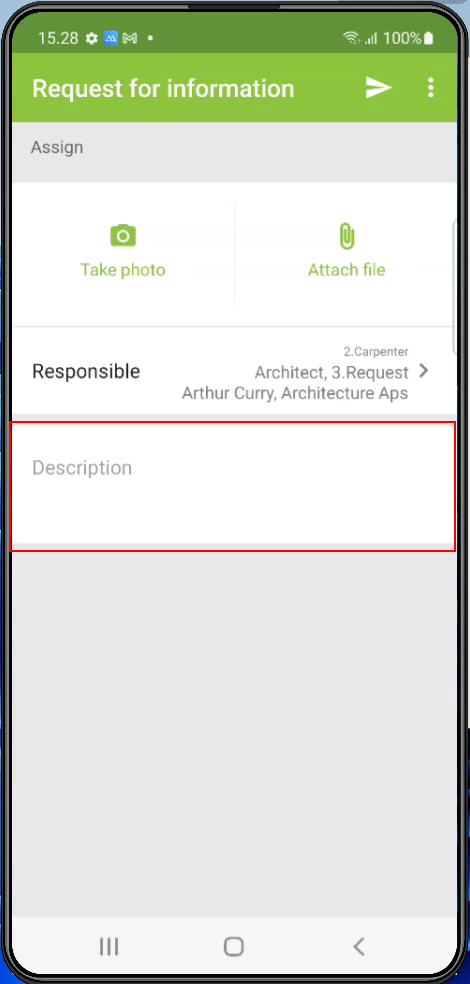 15.28 100%
Request for information
Assign
Take photo Attach file
2.Carpenter
Responsible Architect, 3.Request
Arthur Curry, Architecture Aps
Description